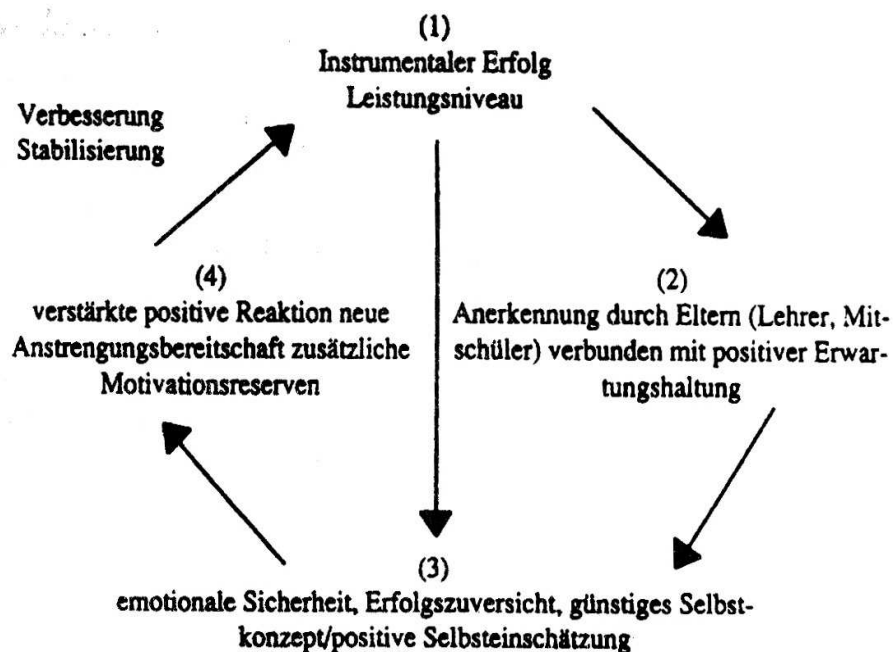 (1)
Instrumentaler Erfolg
Leistungsniveau
Verbesserung
Stabilisierung
(2)
Anerkennung durch Eltern (Lehrer, Mit-
schüler) verbunden mit positiver Erwar-
tungshaltung
(3)
emotionale Sicherheit, Erfolgszuversicht, günstiges Selbst-
konzept/positive Selbsteinschätzung
(4)
verstärkte positive Reaktion neue
Anstrengungsbereitschaft zusätzliche
Motivationsreserven